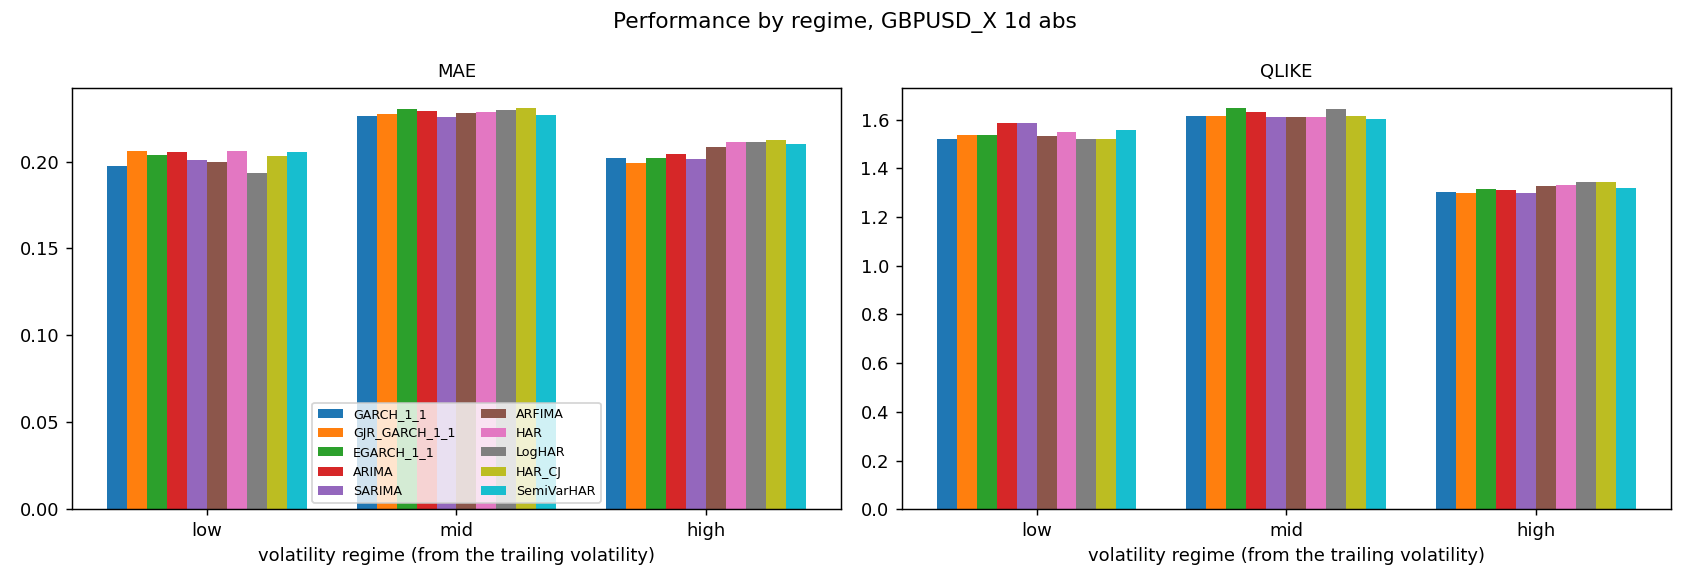 Performance by regime, GBPUSD_X 1d abs
MAE
0.20
0.15
0.10
0.05
0.00
GARCH_1_1
GJR_GARCH_1_1
EGARCH_1_1
ARIMA
SARIMA
ARFIMA
HAR
LogHAR
HAR_CJ
SemiVarHAR
low mid high
volatility regime (from the trailing volatility)
QLIKE
1.6
1.4
1.2
1.0
0.8
0.6
0.4
0.2
0.0
low mid high
volatility regime (from the trailing volatility)